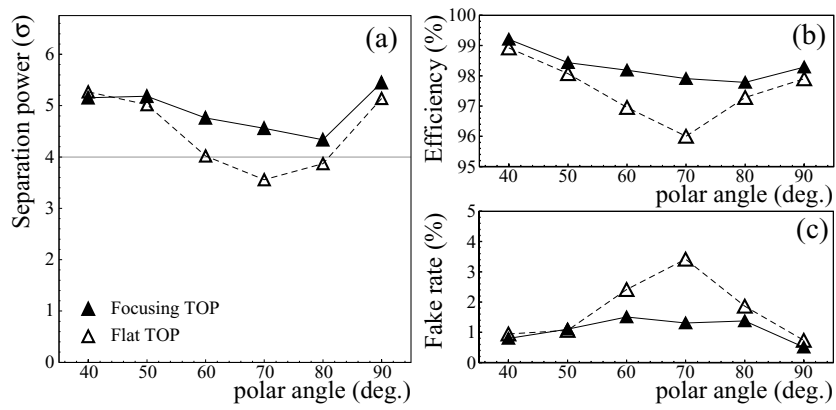 (a)
Separation power (σ)
6
5
4
3
2
1
0
Focusing TOP
Flat TOP
40 50 60 70 80 90
polar angle (deg.)
(b)
Efficiency (%)
100
99
98
97
96
95
40 50 60 70 80 90
polar angle (deg.)
(c)
Fake rate (%)
5
4
3
2
1
0
40 50 60 70 80 90
polar angle (deg.)